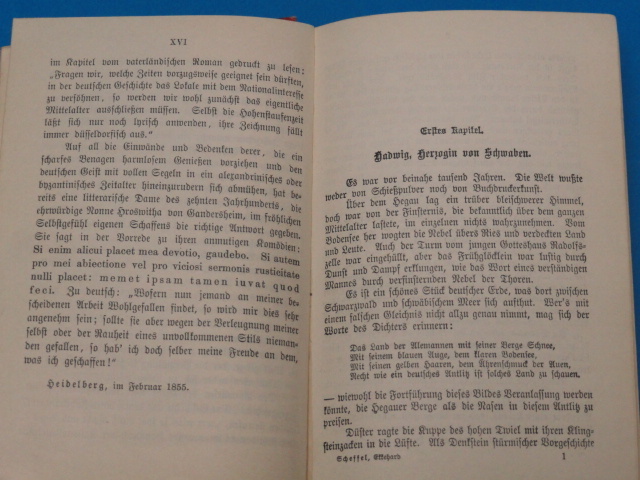 XVI
im Kapitel vom vaterländischen Roman gedruckt zu lesen:
„Fragen wir, welche Zeiten vorzugsweise geeignet sein dürften,
in der deutschen Geschichte das Lokale mit dem Nationalinteresse
zu versöhnen, so werden wir wohl zunächst das eigentliche
Mittelalter ausschließen müssen. Selbst die Hohenstaufenzeit
läßt sich nur noch lyrisch anwenden, ihre Zeichnung fällt
immer düsseldorfisch aus.“
Auf all die Einwände und Bedenken derer, die ein
scharfes Benagen harmlosem Genießen vorziehen und den
deutschen Geist mit vollen Segeln in ein alexandrinisches oder
byzantinisches Zeitalter hineinzurudern sich abmühen, hat be-
reits eine litterarische Dame des zehnten Jahrhunderts, die
ehrwürdige Nonne Hroswitha von Gandersheim, im fröhlichen
Selbstgefühl eigenen Schaffens die richtige Antwort gegeben.
Sie sagt in der Vorrede zu ihren anmutigen Komödien:
Si enim alicui placet mea devotio, gaudebo. Si autem
pro mei abiectione vel pro viciosi sermonis rusticitate
nulli placet: memet ipsam tamen iuvat quod
feci. Zu deutsch: „Wofern nun jemand an meiner be-
scheidenen Arbeit Wohlgefallen findet, so wird mir dies sehr
angenehm sein; sollte sie aber wegen der Verleugnung meiner
selbst oder der Rauheit eines unvollkommenen Stils nieman-
den gefallen, so hab' ich doch selber meine Freude an dem,
was ich geschaffen!“
Heidelberg, im Februar 1855.
Erstes Kapitel.
Hadwig, Herzogin von Schwaben.
Es war vor beinahe tausend Jahren. Die Welt wußte
weder von Schießpulver noch von Buchdruckerkunst.
Über dem Hegau lag ein trüber bleischwerer Himmel,
doch war von der Finsternis, die bekanntlich über dem ganzen
Mittelalter lastete, im einzelnen nichts wahrzunehmen. Vom
Bodensee her wogten die Nebel übers Ries und verdeckten Land
und Leute. Auch der Turm vom jungen Gotteshaus Radolfs-
zelle war eingehüllt, aber das Frühglöcklein war lustig durch
Dunst und Dampf erklungen, wie das Wort eines verständigen
Mannes durch verfinsternden Nebel der Thoren.
Es ist ein schönes Stück deutscher Erde, was dort zwischen
Schwarzwald und schwäbischem Meer sich aufthut. Wer's mit
einem falschen Gleichnis nicht allzu genau nimmt, mag sich der
Worte des Dichters erinnern:
Das Land der Alemannen mit seiner Berge Schnee,
Mit seinem blauen Auge, dem klaren Bodensee,
Mit seinen gelben Haaren, dem Ährenschmuck der Auen,
Recht wie ein deutsches Antlitz ist solches Land zu schauen.
— wiewohl die Fortführung dieses Bildes Veranlassung werden
könnte, die Hegauer Berge als die Nasen in diesem Antlitz zu
preisen.
Düster ragte die Kuppe des hohen Twiel mit ihren Kling-
steinzacken in die Lüfte. Als Denkstein stürmischer Vorgeschichte
Scheffel, Ekkehard 1